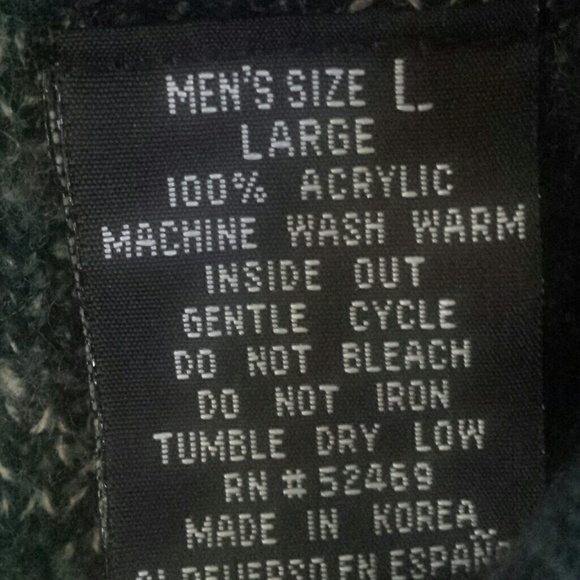 MEN'S SIZE L
LARGE
100% ACRYLIC
MACHINE WASH WARM
INSIDE OUT
GENTLE CYCLE
DO NOT BLEACH
DO NOT IRON
TUMBLE DRY LOW
RN # 52469
MADE IN KOREA
EN